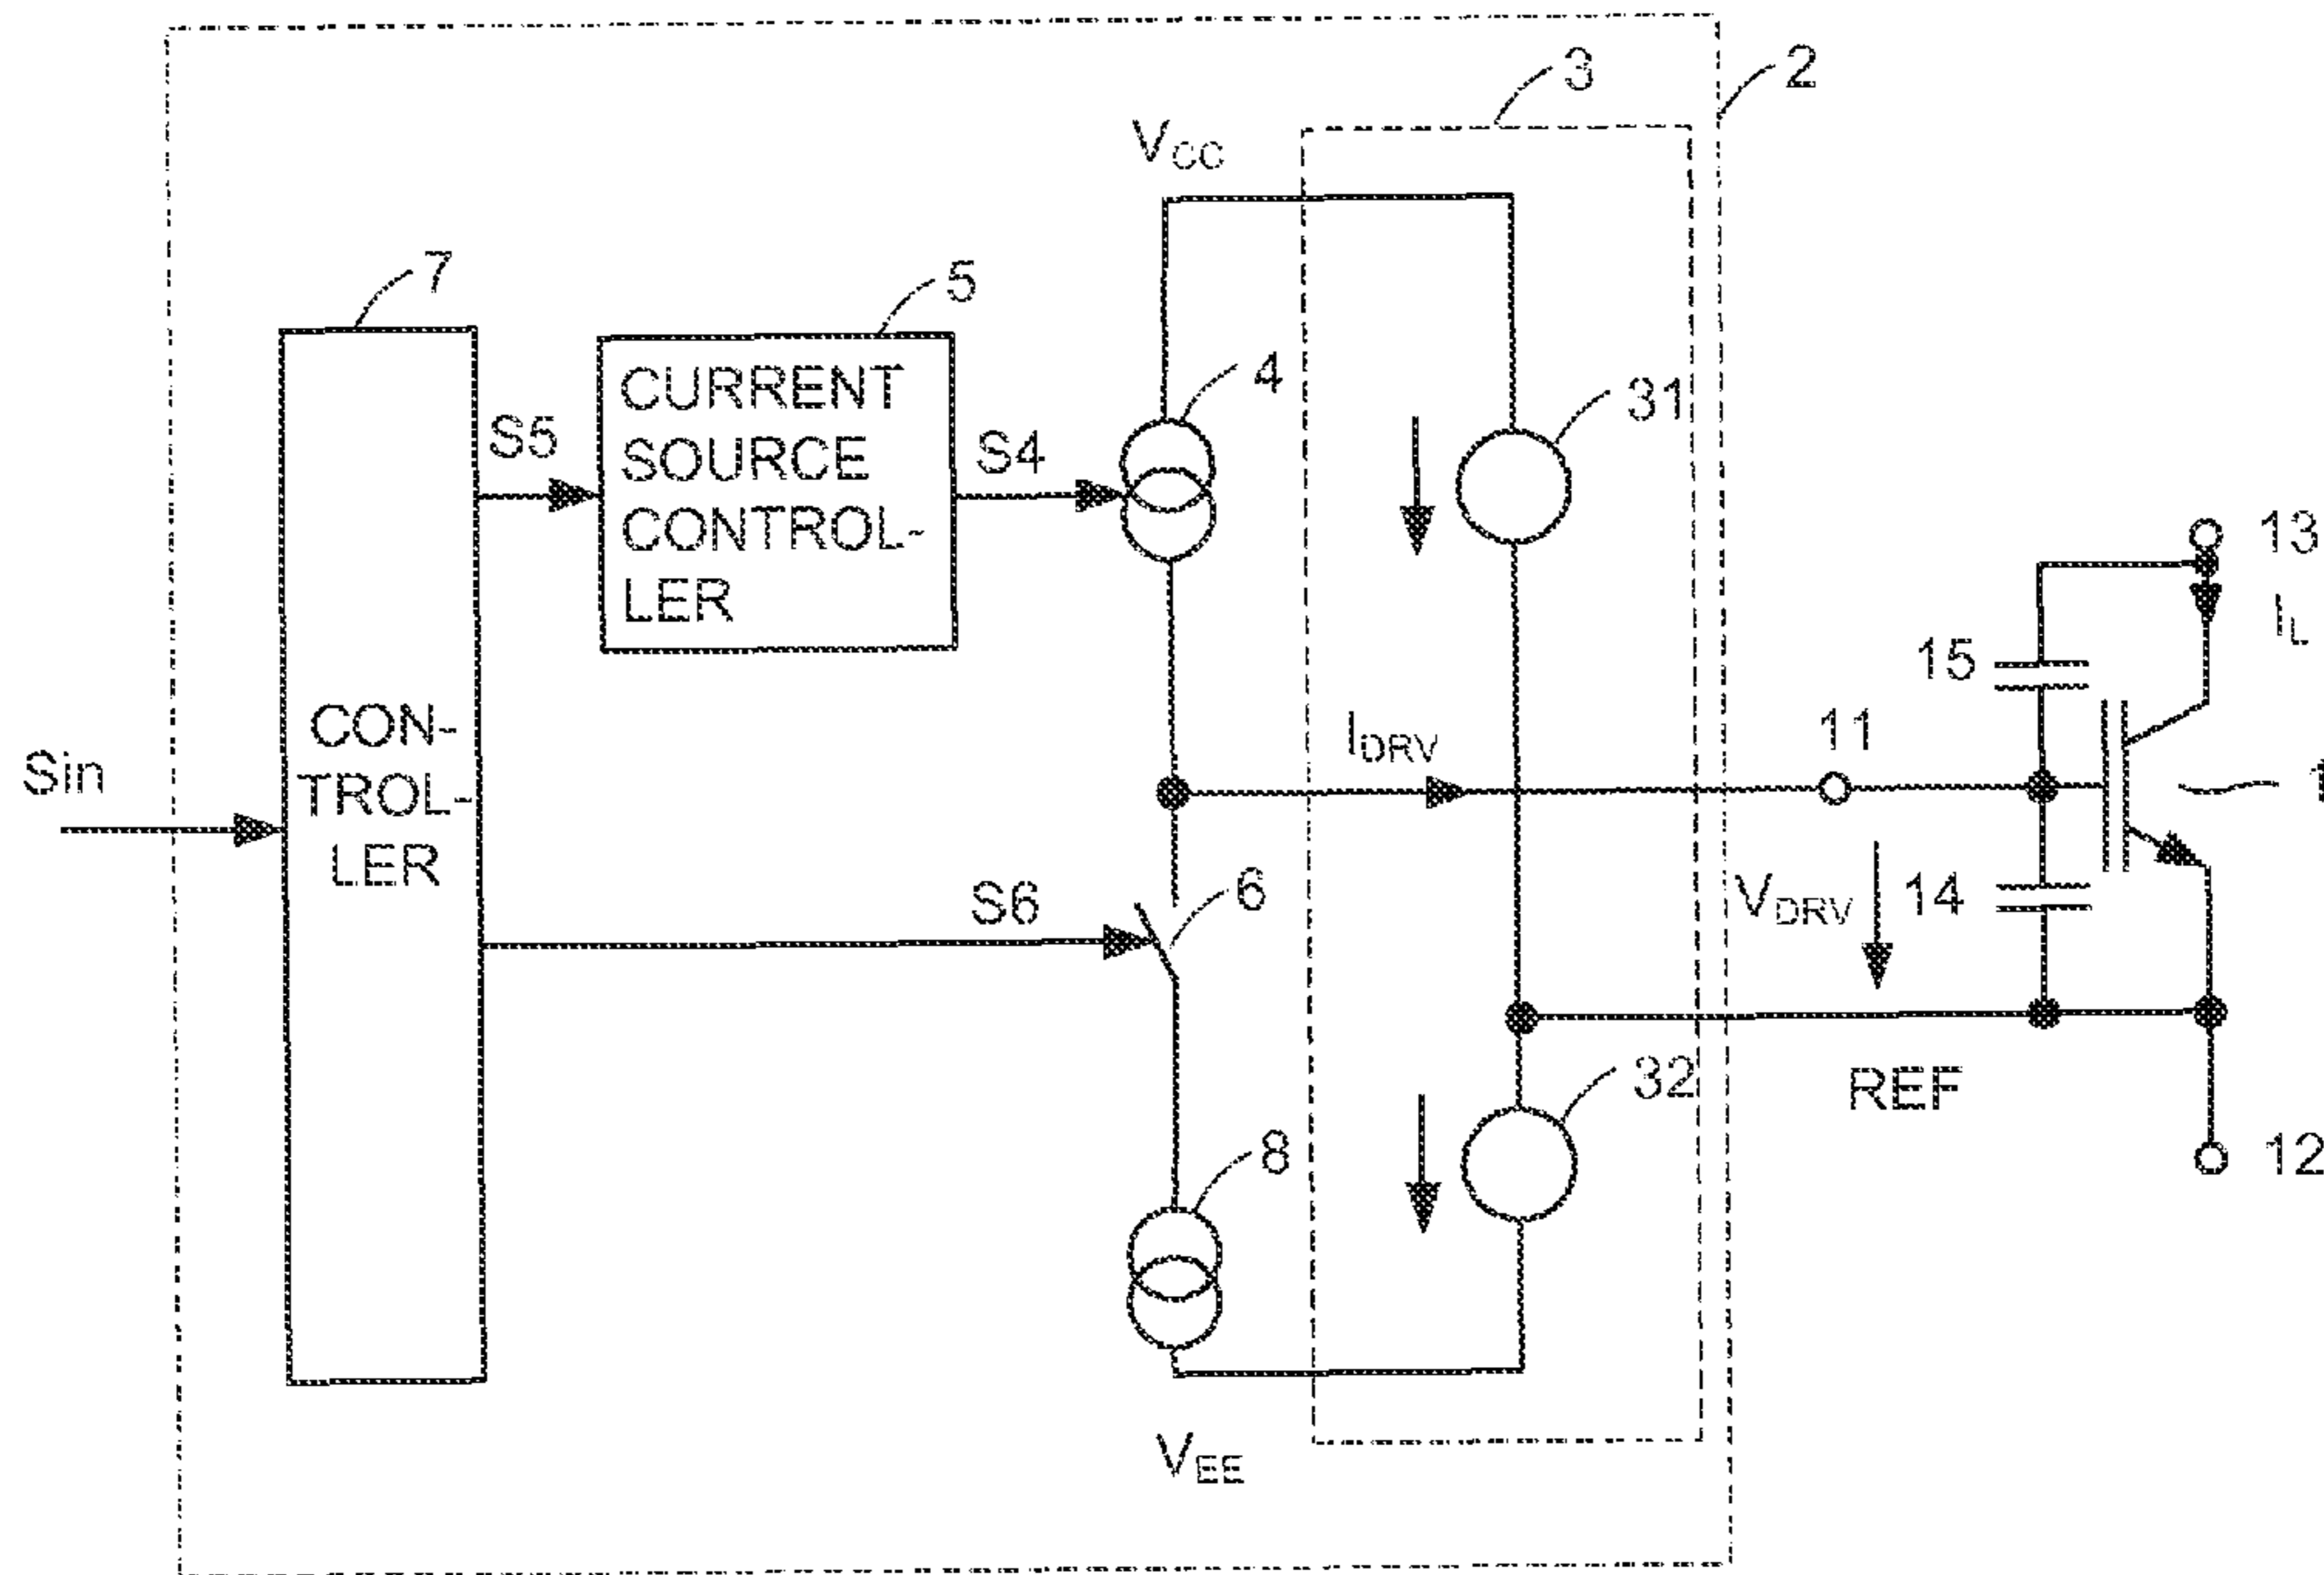 3
2
VCC
7
5
4
31
CURRENT
SOURCE
CONTROL-
LER
S5
S4
13
IL
15
11
IDRV
1
CON-
TROL-
LER
Sin
S6
6
VDRV
14
32
REF
8
12
VEE